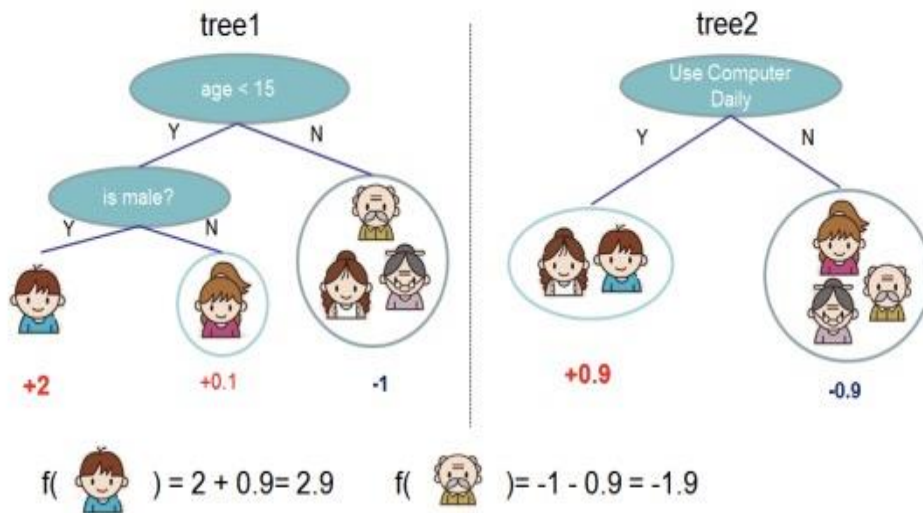 tree1
tree2
age < 15
Use Computer
Daily
Y
N
Y
N
is male?
Y
N
+2
+0.1
-1
+0.9
-0.9
f( ) = 2 + 0.9= 2.9
f( )= -1 - 0.9 = -1.9